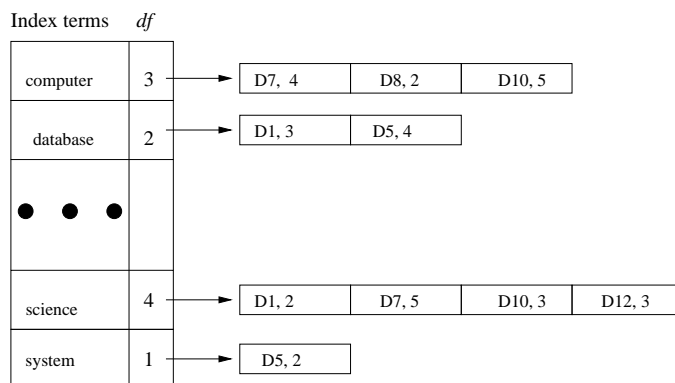 Index terms df
computer 3 D7, 4 D8, 2 D10, 5
database 2 D1, 3 D5, 4
science 4 D1, 2 D7, 5 D10, 3 D12, 3
system 1 D5, 2